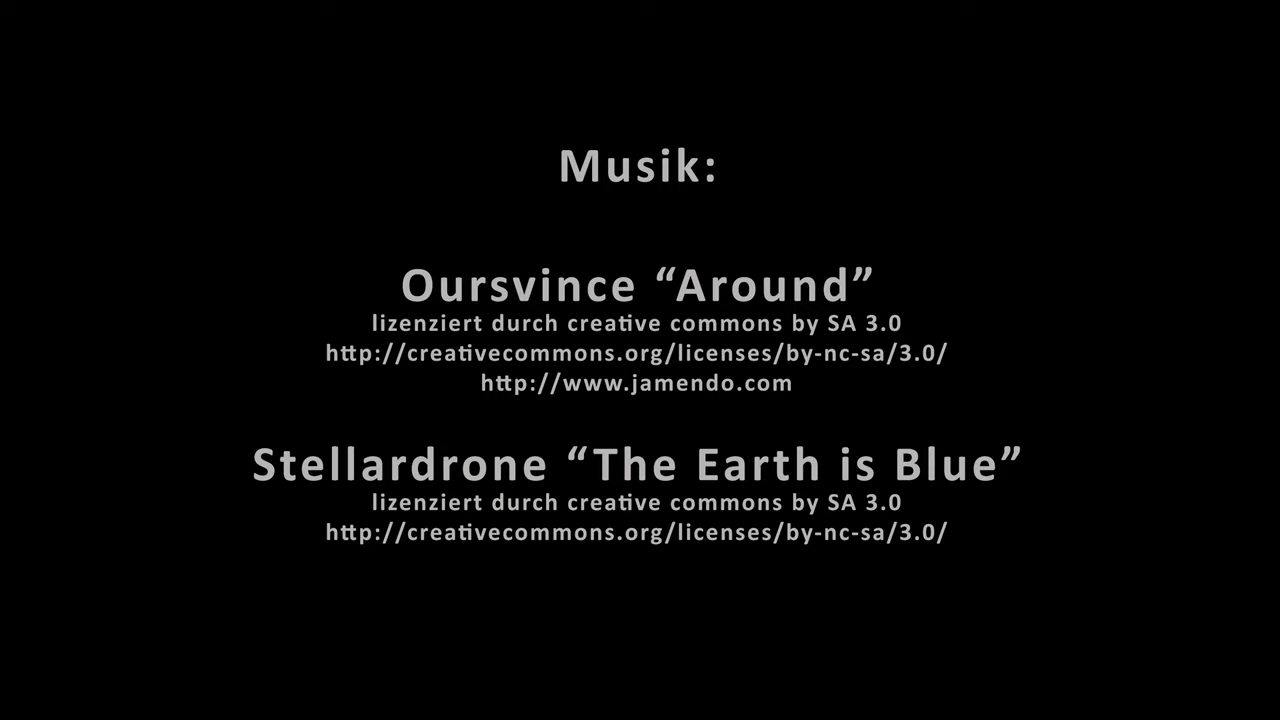 Musik:
Oursvince “Around”
lizenziert durch creative commons by SA 3.0
http://creativecommons.org/licenses/by-nc-sa/3.0/
http://www.jamendo.com
Stellardrone “The Earth is Blue”
lizenziert durch creative commons by SA 3.0
http://creativecommons.org/licenses/by-nc-sa/3.0/